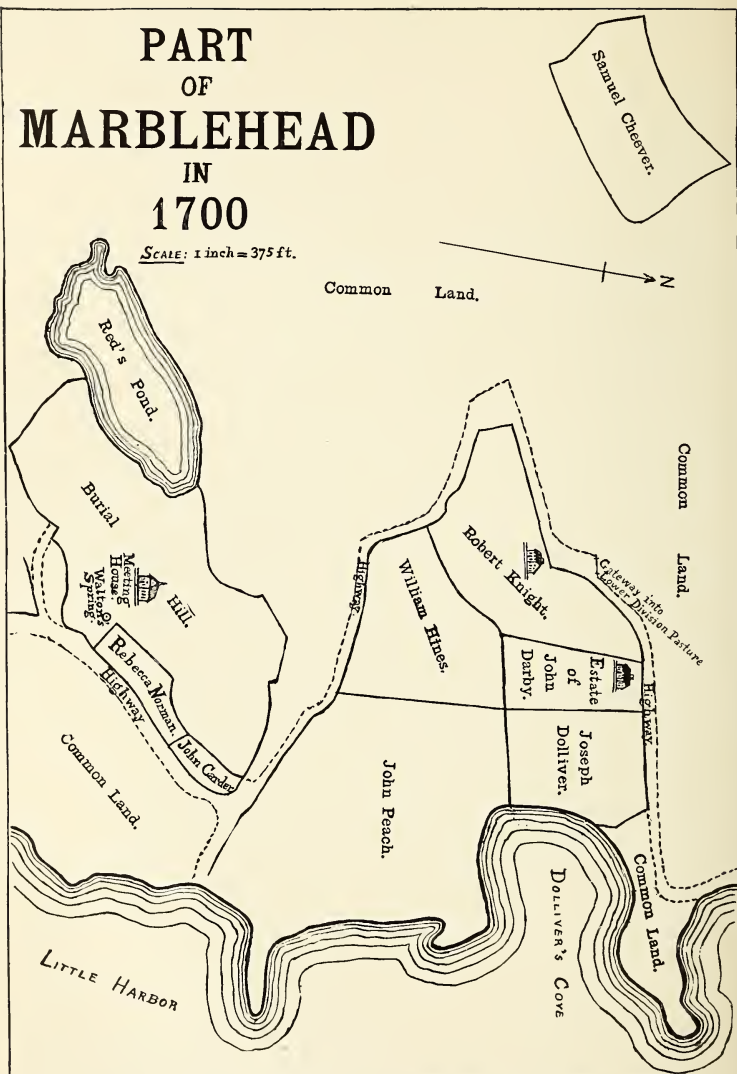 PART
OF
MARBLEHEAD
IN
1700
SCALE: 1 inch = 375 ft.
Samuel Cheever.
N
Common Land.
Red's
Pond.
Common Land.
Burial
Hill.
Meeting
House.
Walton's
Spring.
Rebecca Norman.
John Carder
Highway
Common Land.
Highway
William Hines.
Robert Knight.
Gateway into
Lower Division Pasture
Highway.
Estate
of
John
Darby.
Joseph
Dolliver.
John Peach.
Common Land.
DOLLIVER'S COVE
LITTLE HARBOR